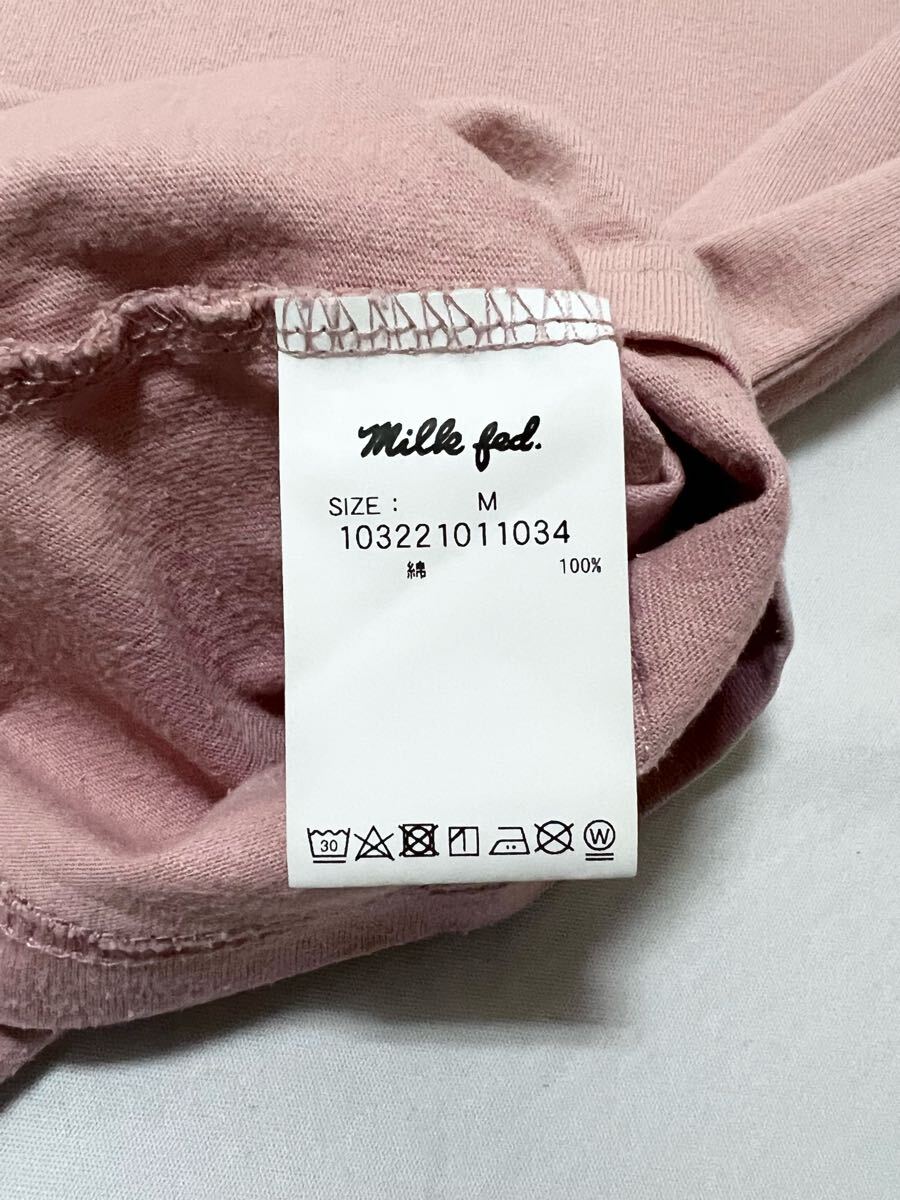 Milk fed.
SIZE : M
103221011034
綿 100%
30
W